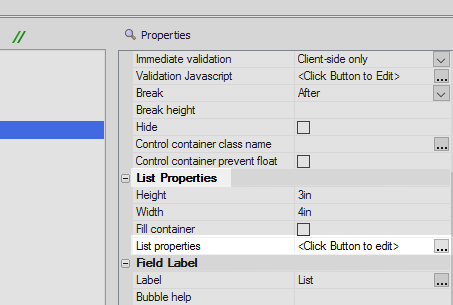 //
Properties
Immediate validation Client-side only
Validation Javascript <Click Button to Edit> ...
Break After
Break height
Hide
Control container class name ...
Control container prevent float
List Properties
Height 3in
Width 4in
Fill container
List properties <Click Button to edit> ...
Field Label
Label List ...
Bubble help